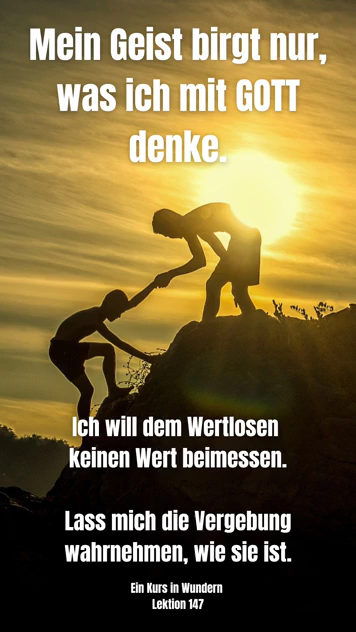 Mein Geist birgt nur,
was ich mit GOTT
denke.
Ich will dem Wertlosen
keinen Wert beimessen.
Lass mich die Vergebung
wahrnehmen, wie sie ist.
Ein Kurs in Wundern
Lektion 147